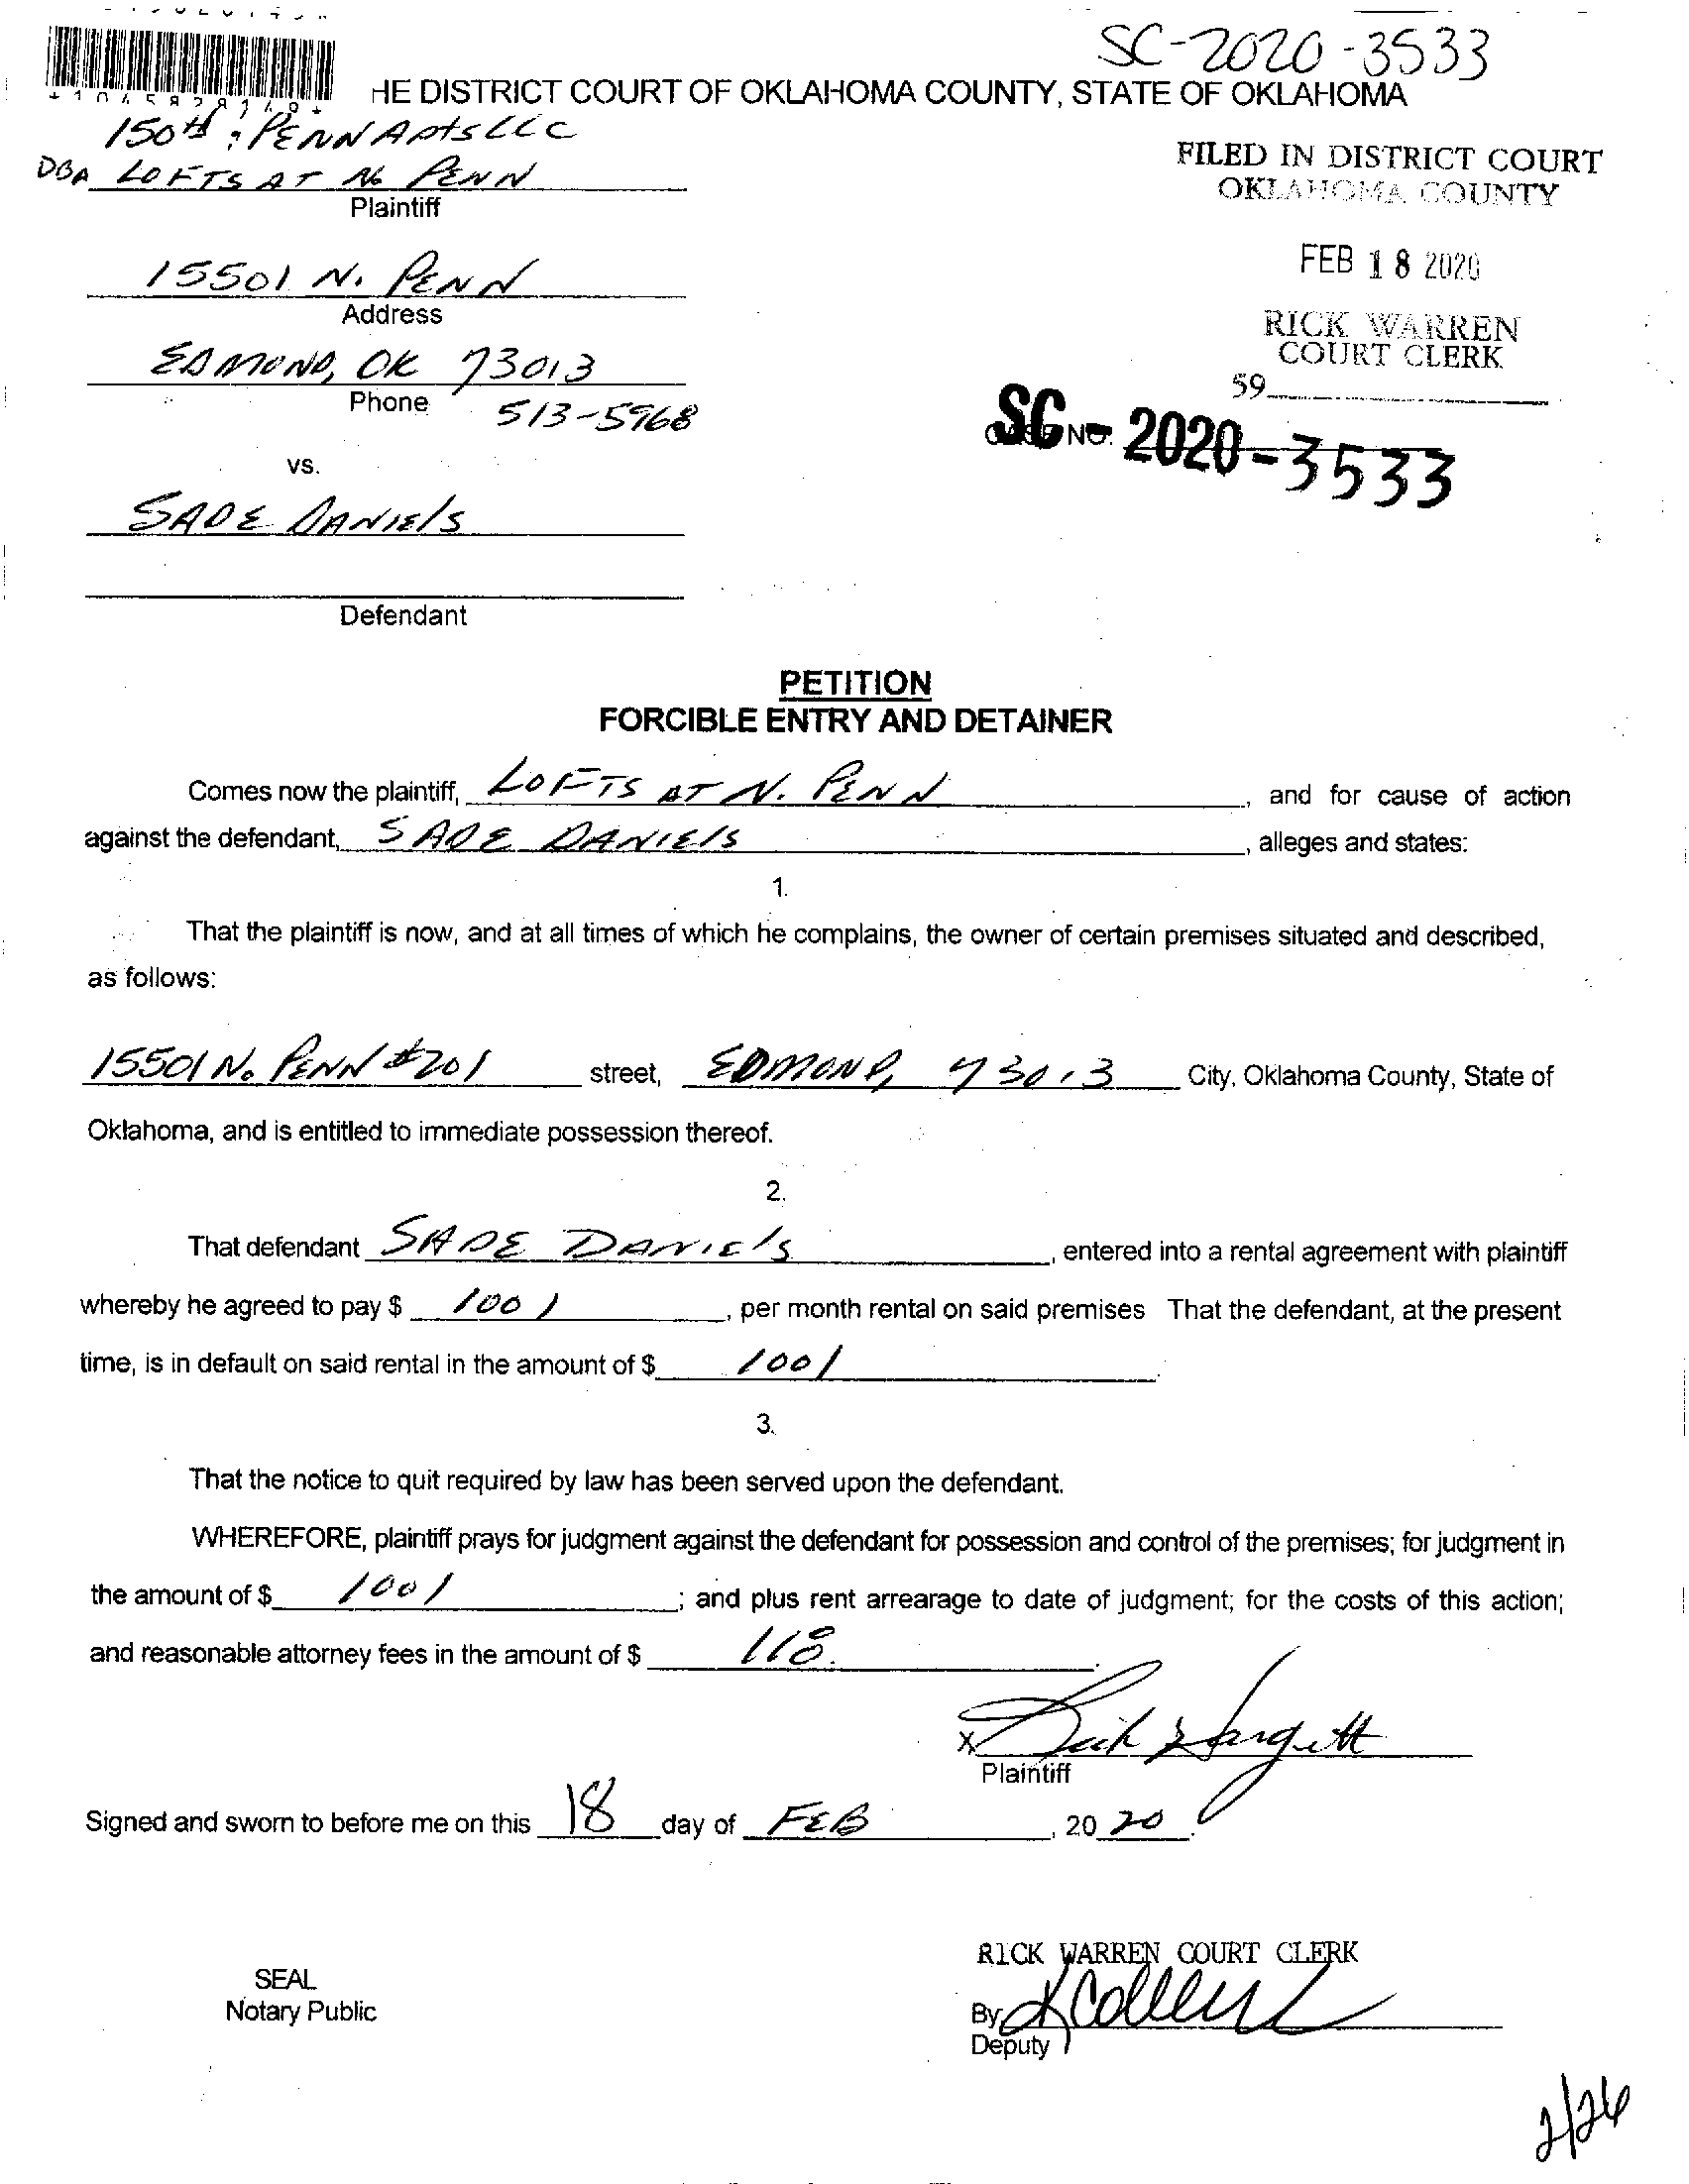 SC-2020-3533
HE DISTRICT COURT OF OKLAHOMA COUNTY, STATE OF OKLAHOMA
150th & PENN Apts LLC
DBA LOFTS AT No PENN
Plaintiff
FILED IN DISTRICT COURT
OKLAHOMA COUNTY
FEB 18 2020
RICK WARREN
COURT CLERK
59
15501 N. PENN
Address
EDMOND, OK 73013
Phone 513-5968
SC-2020-3533
vs.
SADE DANIELS
Defendant
PETITION
FORCIBLE ENTRY AND DETAINER
Comes now the plaintiff, LOFTS AT N. PENN, and for cause of action
against the defendant, SADE DANIELS, alleges and states:
1.
That the plaintiff is now, and at all times of which he complains, the owner of certain premises situated and described,
as follows:
15501 No PENN #201 street, EDMOND, 73013 City, Oklahoma County, State of
Oklahoma, and is entitled to immediate possession thereof.
2.
That defendant SADE DANIELS, entered into a rental agreement with plaintiff
whereby he agreed to pay $ 1001, per month rental on said premises That the defendant, at the present
time, is in default on said rental in the amount of $ 1001.
3.
That the notice to quit required by law has been served upon the defendant.
WHEREFORE, plaintiff prays for judgment against the defendant for possession and control of the premises; for judgment in
the amount of $ 1001; and plus rent arrearage to date of judgment; for the costs of this action;
and reasonable attorney fees in the amount of $ 118.
X
Plaintiff
Signed and sworn to before me on this 18 day of FEB, 2020.
RICK WARREN COURT CLERK
SEAL
Notary Public
By
Deputy
2/26